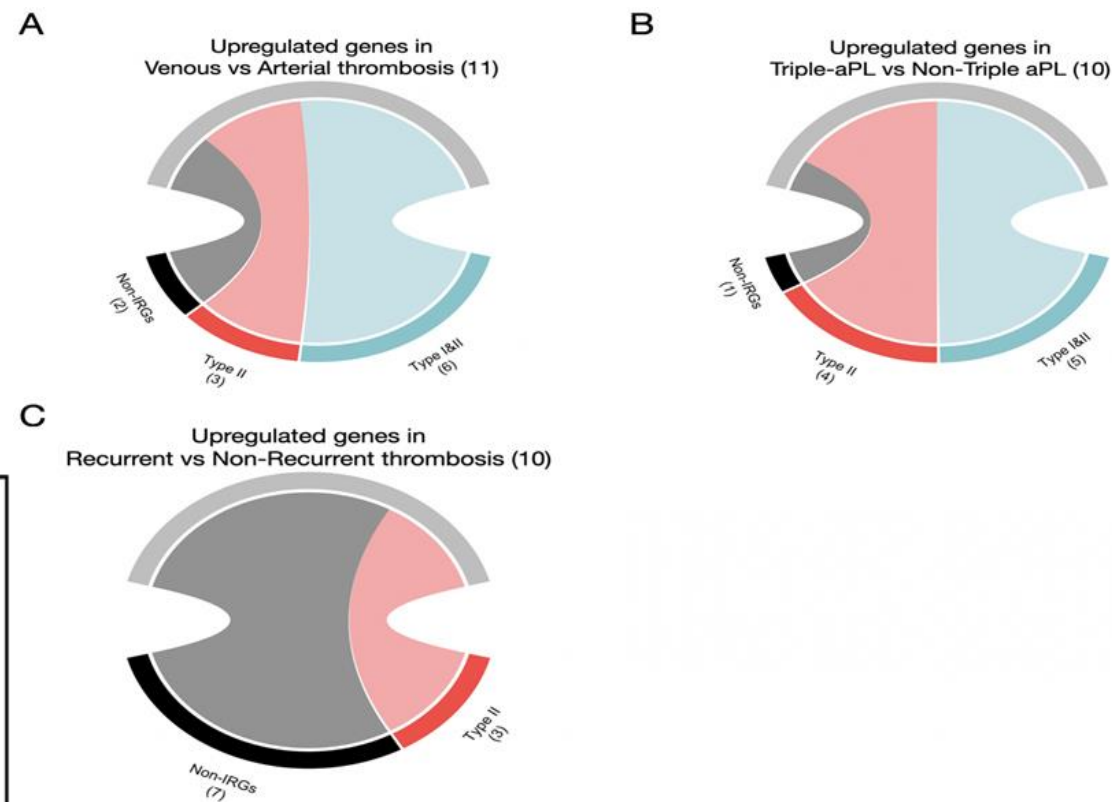 A
Upregulated genes in
Venous vs Arterial thrombosis (11)
Non-IRGs
(2)
Type II
(3)
Type I&II
(6)
B
Upregulated genes in
Triple-aPL vs Non-Triple aPL (10)
Non-IRGs
(1)
Type II
(4)
Type I&II
(5)
C
Upregulated genes in
Recurrent vs Non-Recurrent thrombosis (10)
Non-IRGs
(7)
Type II
(3)